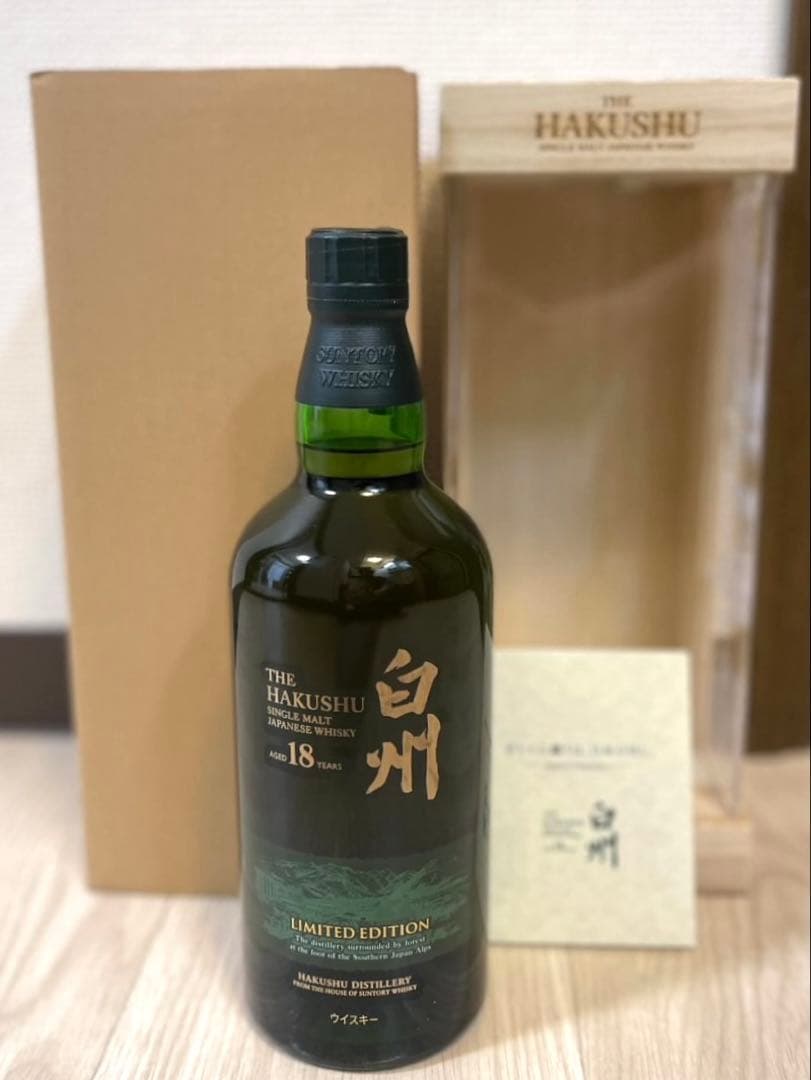 THE
HAKUSHU
SINGLE MALT JAPANESE WHISKY
SUNTORY
WHISKY
THE
HAKUSHU
SINGLE MALT
JAPANESE WHISKY
AGED 18 YEARS
白州
LIMITED EDITION
The distillery surrounded by forest
at the foot of the Southern Japan Alps
HAKUSHU DISTILLERY
FROM THE HOUSE OF SUNTORY WHISKY
ウイスキー
白州